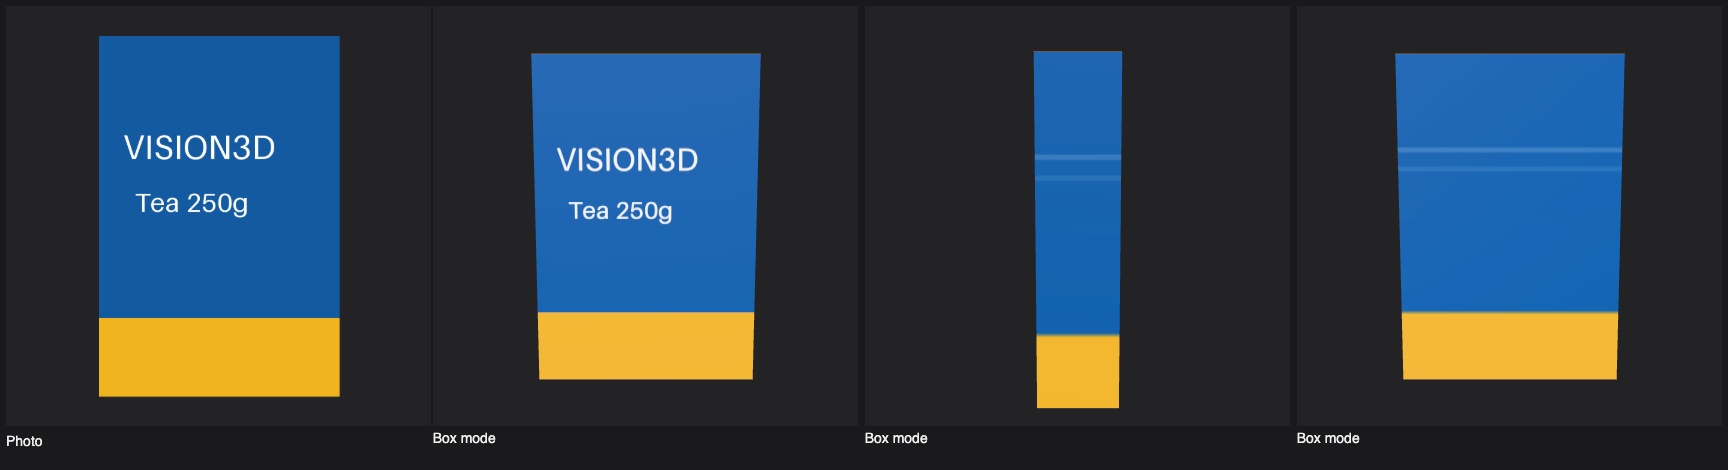 VISION3D
Tea 250g
VISION3D
Tea 250g
Photo
Box mode
Box mode
Box mode